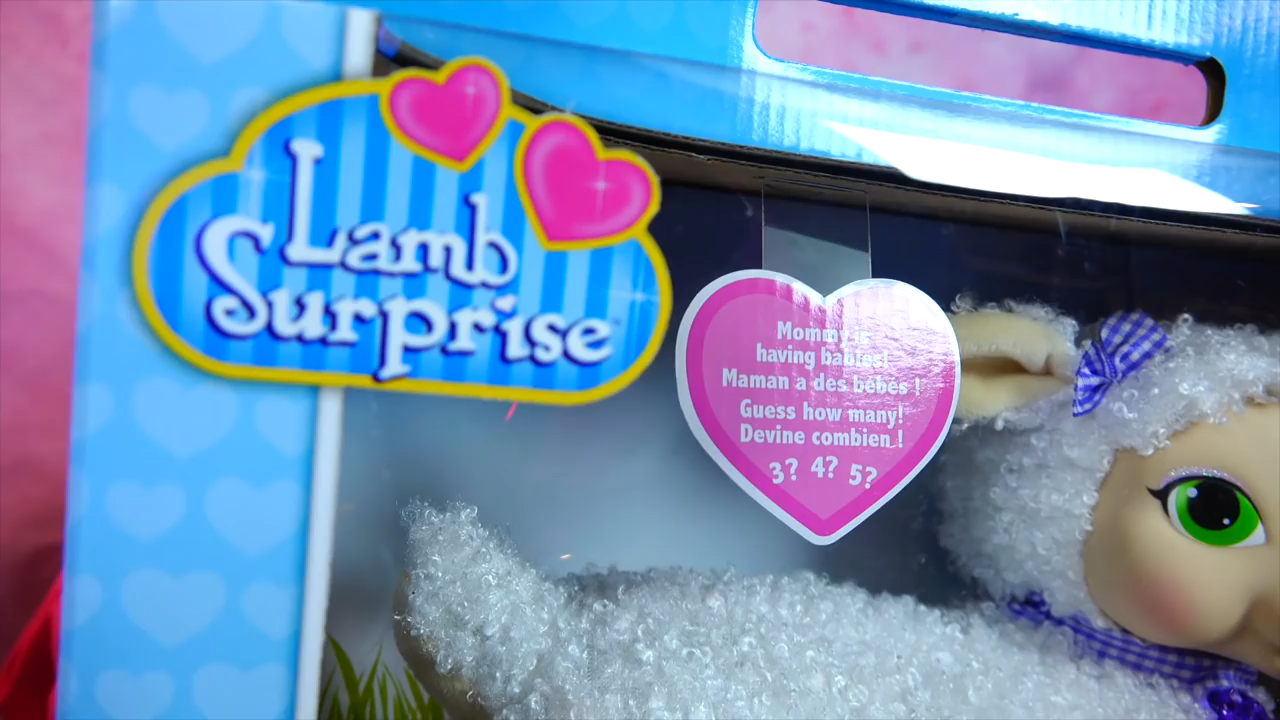 Lamb
Surprise
Mommy is
having babies!
Maman a des bébés !
Guess how many!
Devine combien !
3? 4? 5?